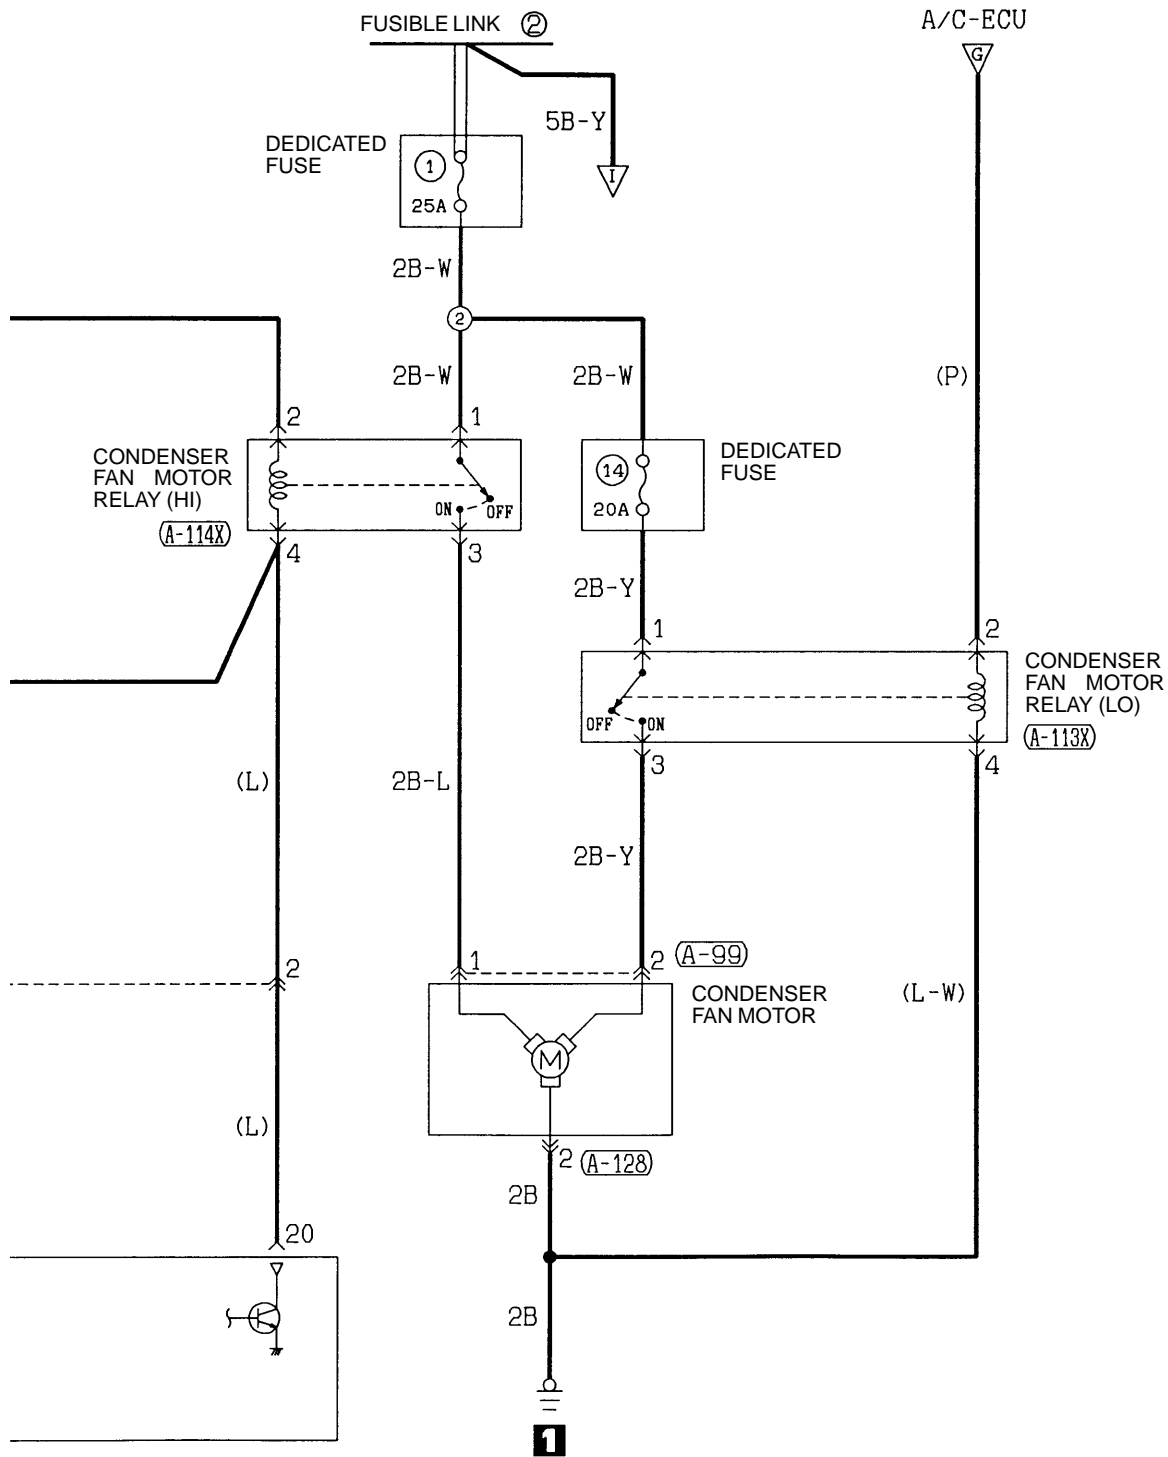 FUSIBLE LINK ②
A/C-ECU
G
5B-Y
DEDICATED
FUSE
1
25A
I
2B-W
2
2B-W
2B-W
(P)
2
1
CONDENSER
FAN MOTOR
RELAY (HI)
A-114X
ON
OFF
4
3
14
20A
DEDICATED
FUSE
2B-Y
1
2
CONDENSER
FAN MOTOR
RELAY (LO)
A-113X
OFF
ON
3
4
(L)
2B-L
2B-Y
1
2
A-99
2
CONDENSER
FAN MOTOR
(L-W)
M
(L)
2
A-128
2B
20
2B
1